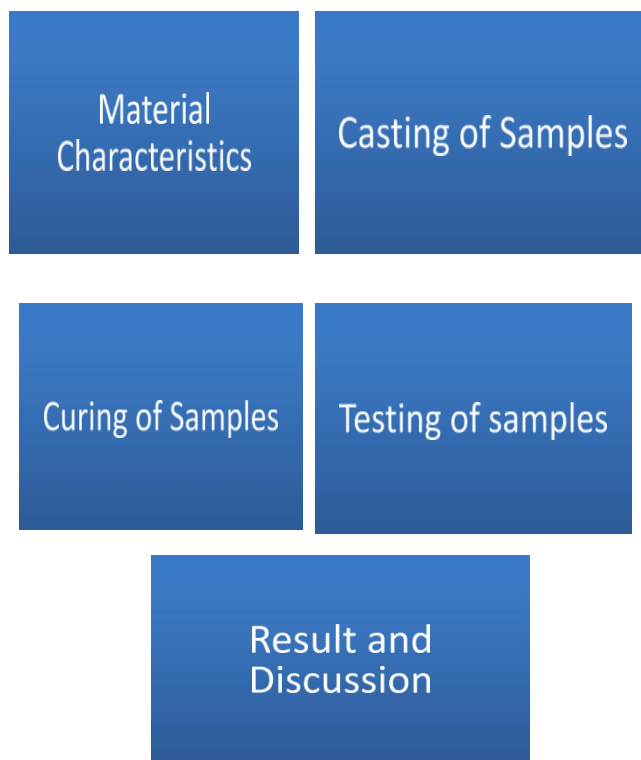 Material
Characteristics
Casting of Samples
Curing of Samples
Testing of samples
Result and
Discussion